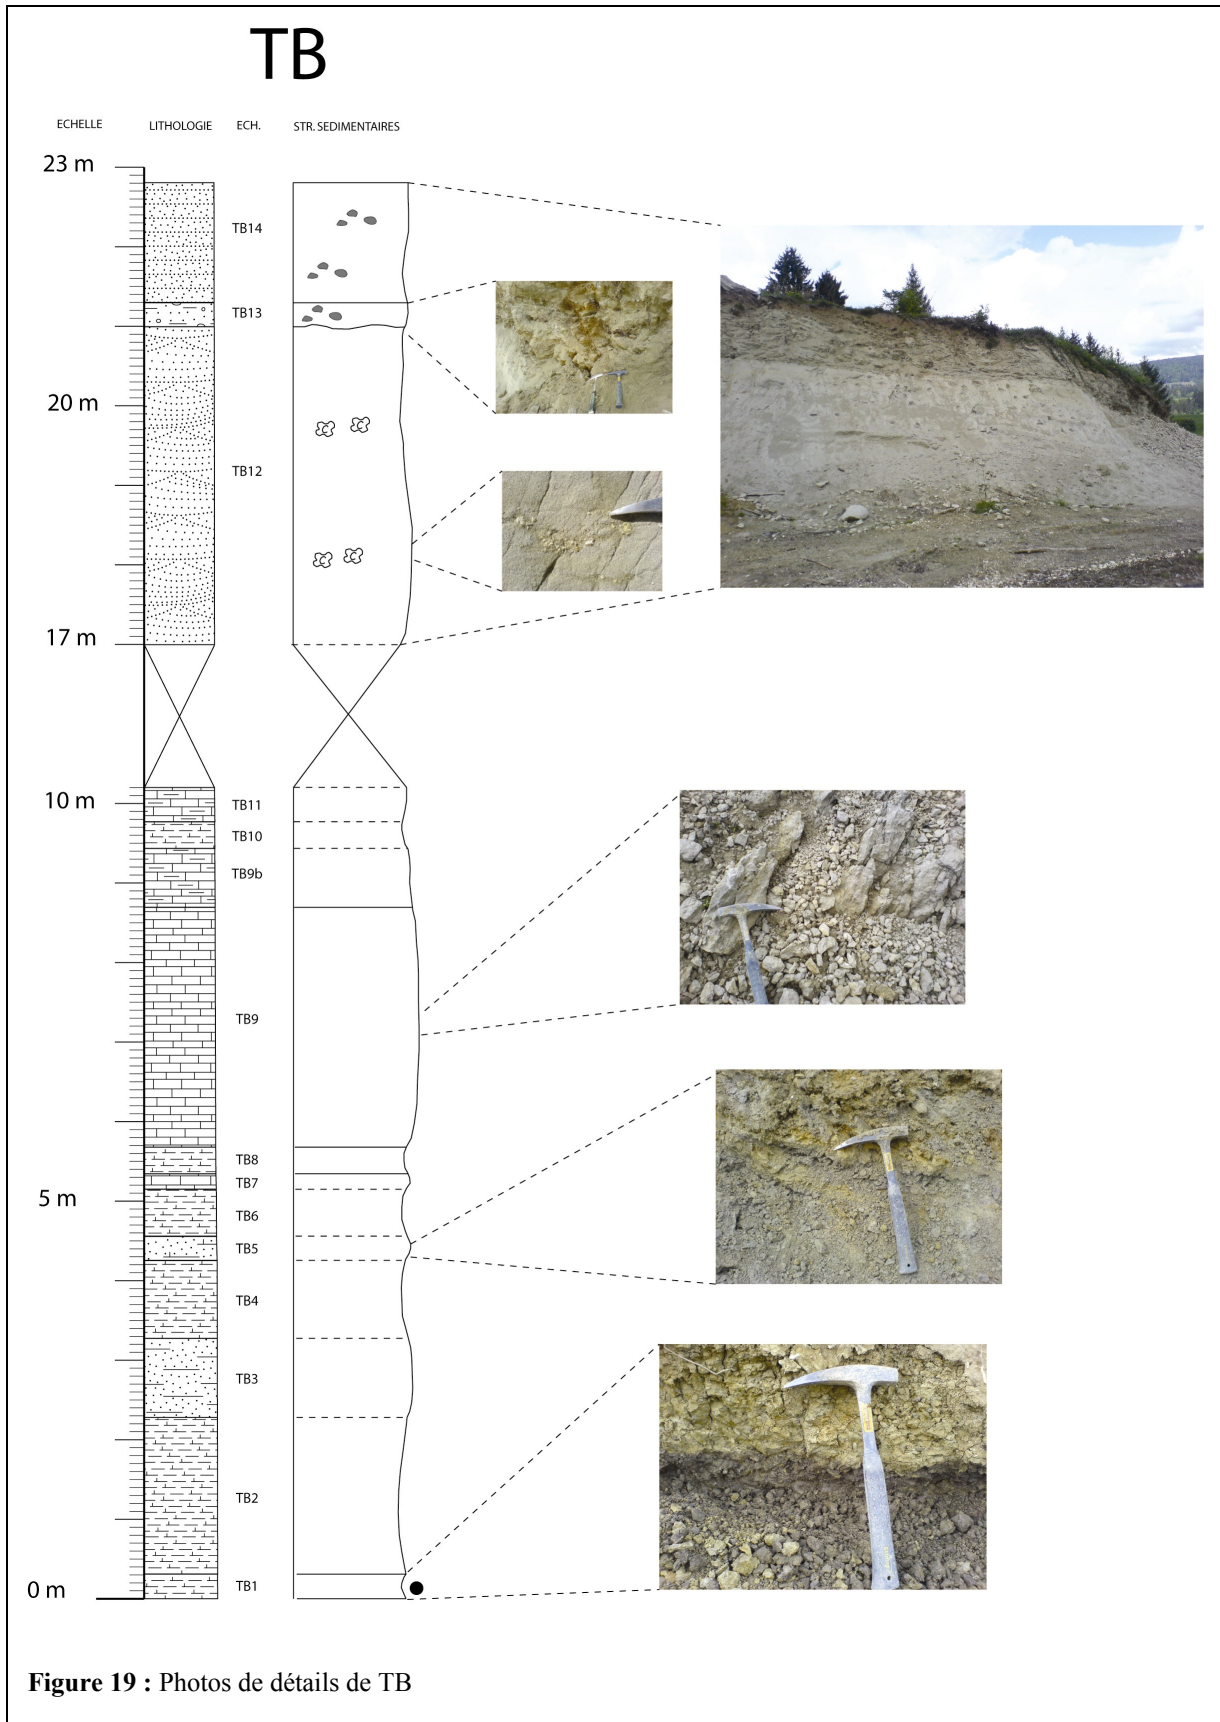 TB
ECHELLE LITHOLOGIE ECH. STR. SEDIMENTAIRES
23 m
TB14
TB13
20 m
TB12
C C
C C
17 m
10 m
TB11
TB10
TB9b
TB9
TB8
TB7
5 m
TB6
TB5
TB4
TB3
TB2
TB1
0 m
Figure 19 : Photos de détails de TB